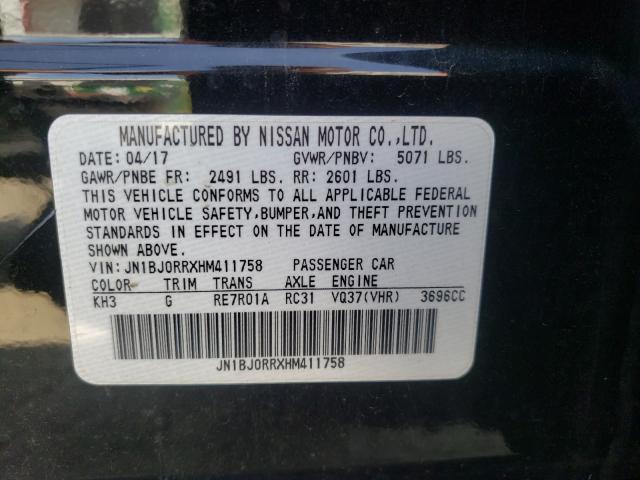 MANUFACTURED BY NISSAN MOTOR CO.,LTD.
DATE: 04/17 GVWR/PNBV: 5071 LBS.
GAWR/PNBE FR: 2491 LBS. RR: 2601 LBS.
THIS VEHICLE CONFORMS TO ALL APPLICABLE FEDERAL
MOTOR VEHICLE SAFETY,BUMPER,AND THEFT PREVENTION
STANDARDS IN EFFECT ON THE DATE OF MANUFACTURE
SHOWN ABOVE.
VIN: JN1BJ0RRXHM411758 PASSENGER CAR
COLOR TRIM TRANS AXLE ENGINE
KH3 G RE7R01A RC31 VQ37(VHR) 3696CC
JN1BJ0RRXHM411758